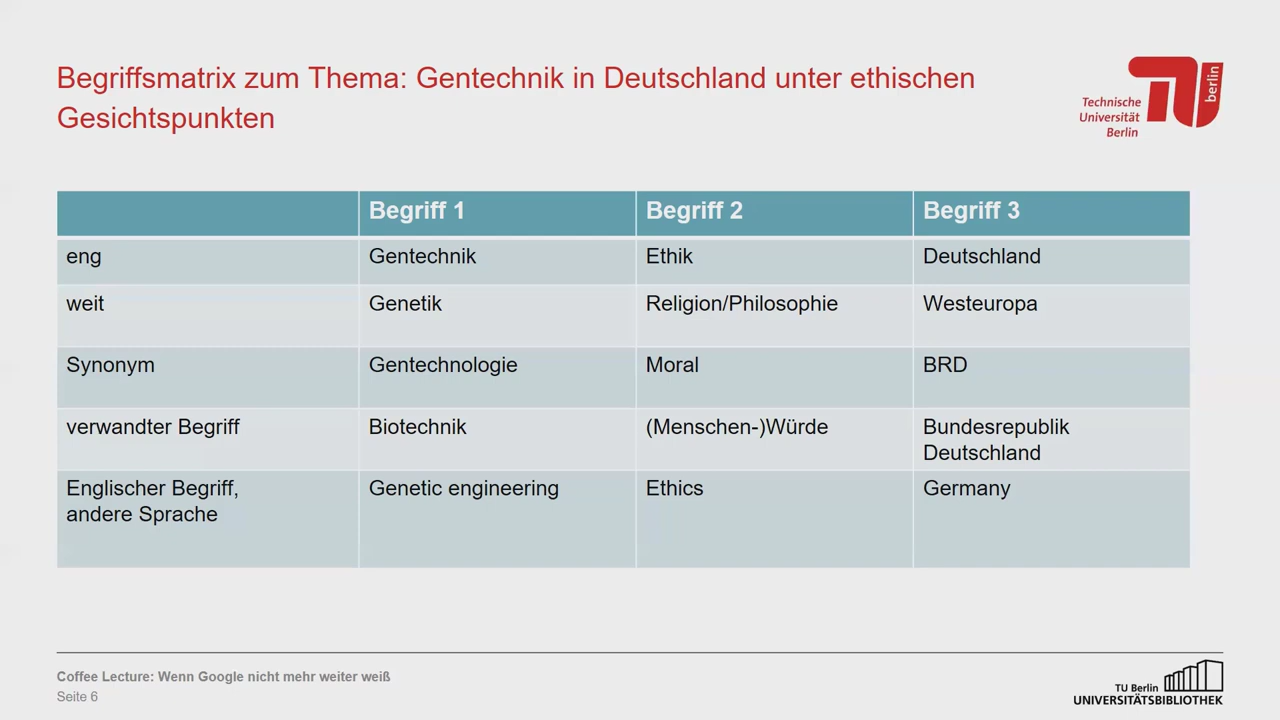 Begriffsmatrix zum Thema: Gentechnik in Deutschland unter ethischen
Gesichtspunkten
Technische
Universität
Berlin
berlin
Begriff 1 Begriff 2 Begriff 3
eng Gentechnik Ethik Deutschland
weit Genetik Religion/Philosophie Westeuropa
Synonym Gentechnologie Moral BRD
verwandter Begriff Biotechnik (Menschen-)Würde Bundesrepublik
Deutschland
Englischer Begriff, Genetic engineering Ethics Germany
andere Sprache
Coffee Lecture: Wenn Google nicht mehr weiter weiß
Seite 6
TU Berlin
UNIVERSITÄTSBIBLIOTHEK